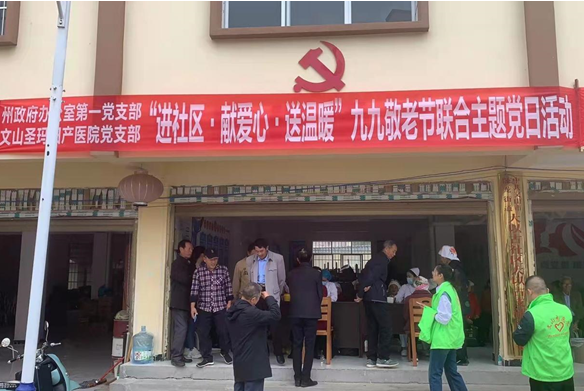 州政府办公室第一党支部
文山圣玛妇产医院党支部
“进社区·献爱心·送温暖”九九敬老节联合主题党日活动